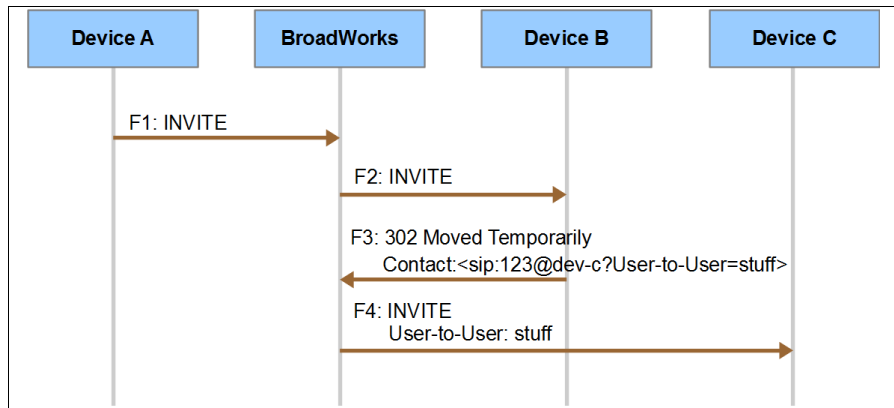 Device A
BroadWorks
Device B
Device C
F1: INVITE
F2: INVITE
F3: 302 Moved Temporarily
Contact:<sip:123@dev-c?User-to-User=stuff>
F4: INVITE
User-to-User: stuff